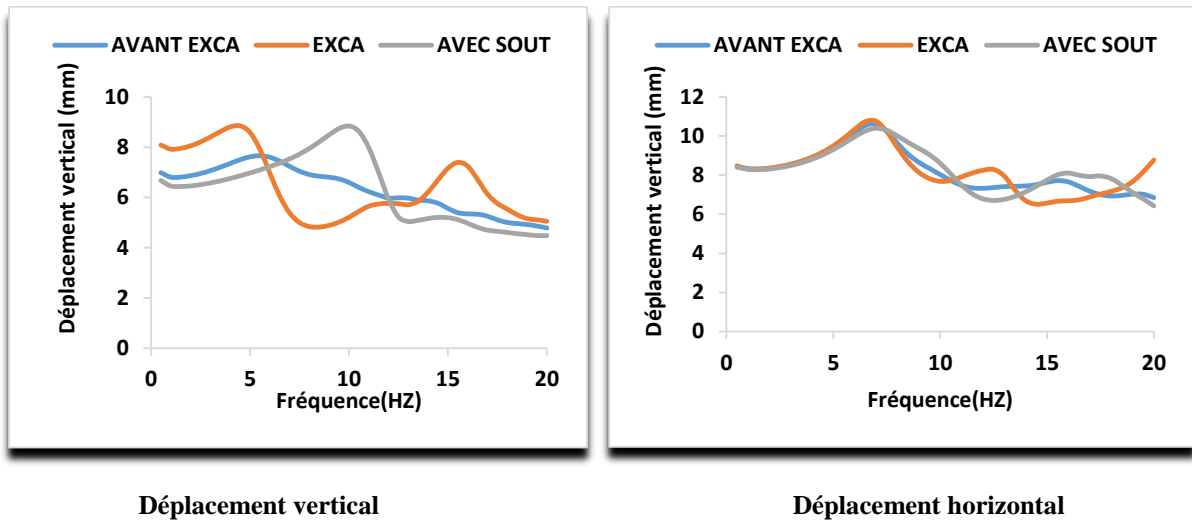 AVANT EXCA EXCA AVEC SOUT
Déplacement vertical (mm)
10
8
6
4
2
0
0 5 10 15 20
Fréquence(HZ)
AVANT EXCA EXCA AVEC SOUT
Déplacement vertical (mm)
12
10
8
6
4
2
0
0 5 10 15 20
Fréquence(HZ)
Déplacement vertical
Déplacement horizontal